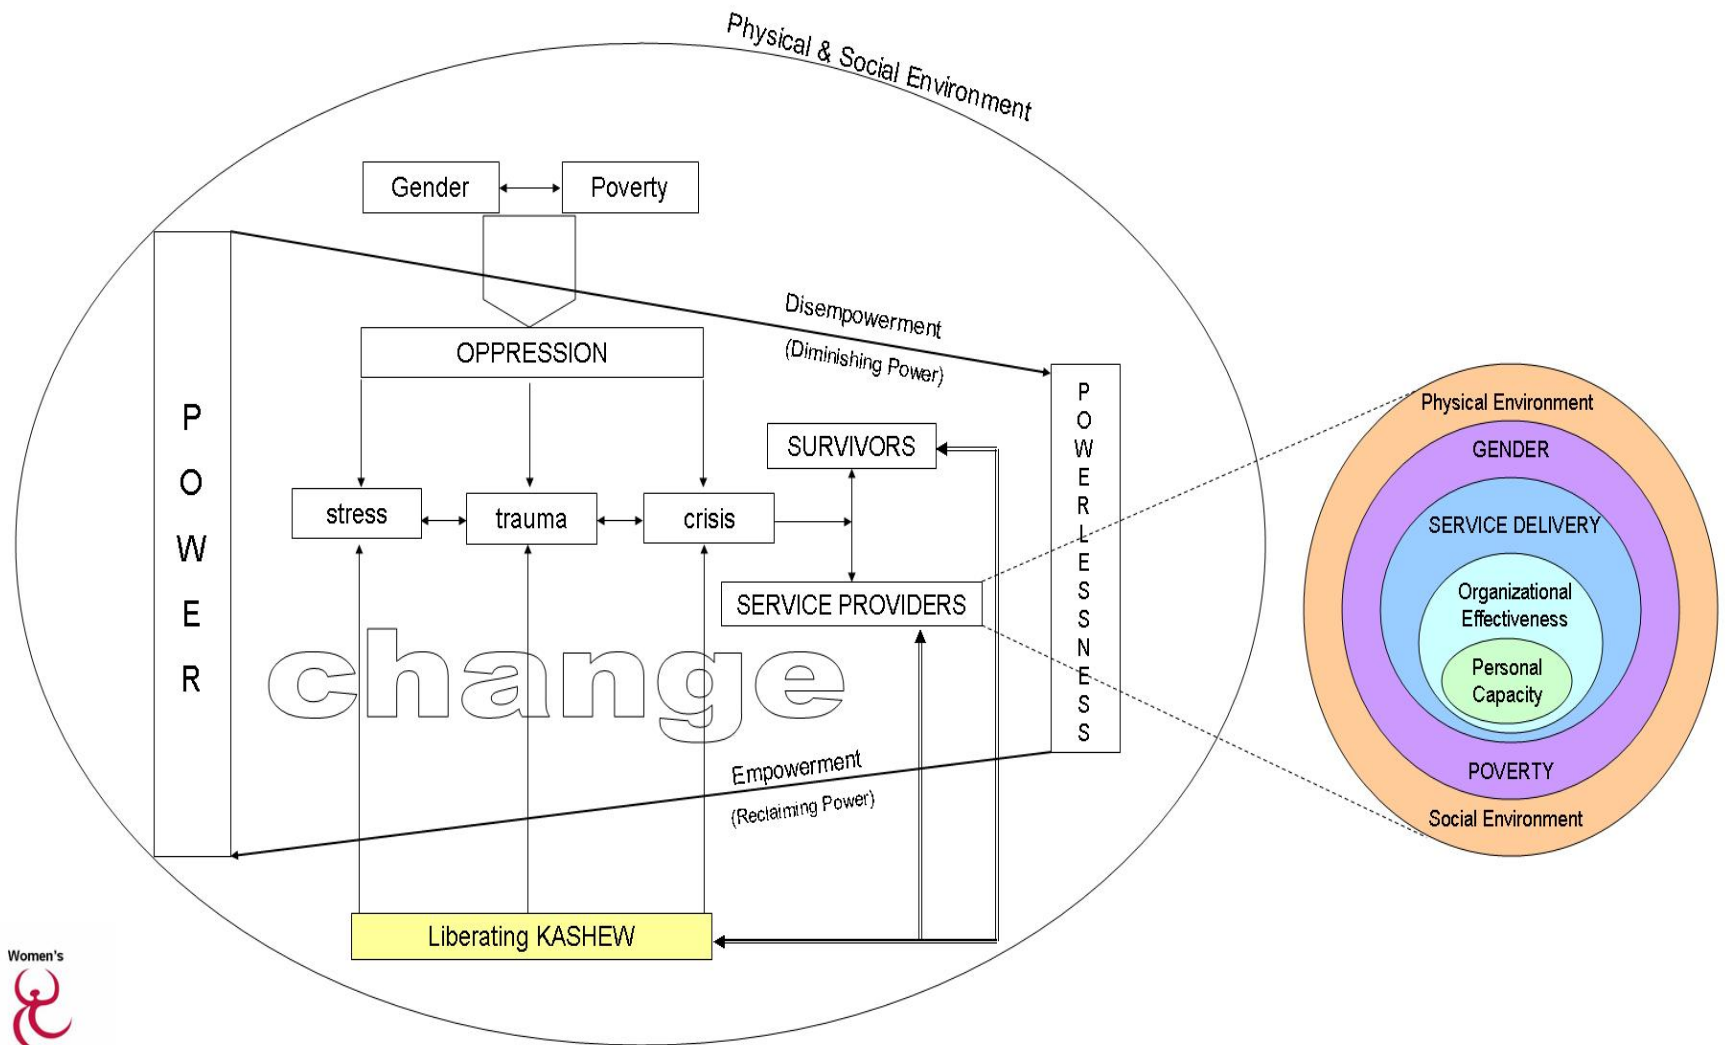 Physical & Social Environment
Gender
Poverty
Disempowerment
(Diminishing Power)
OPPRESSION
POWER
POWERLESSNESS
SURVIVORS
stress
trauma
crisis
SERVICE PROVIDERS
change
Empowerment
(Reclaiming Power)
Liberating KASHEW
Physical Environment
GENDER
SERVICE DELIVERY
Organizational
Effectiveness
Personal
Capacity
POVERTY
Social Environment
Women's